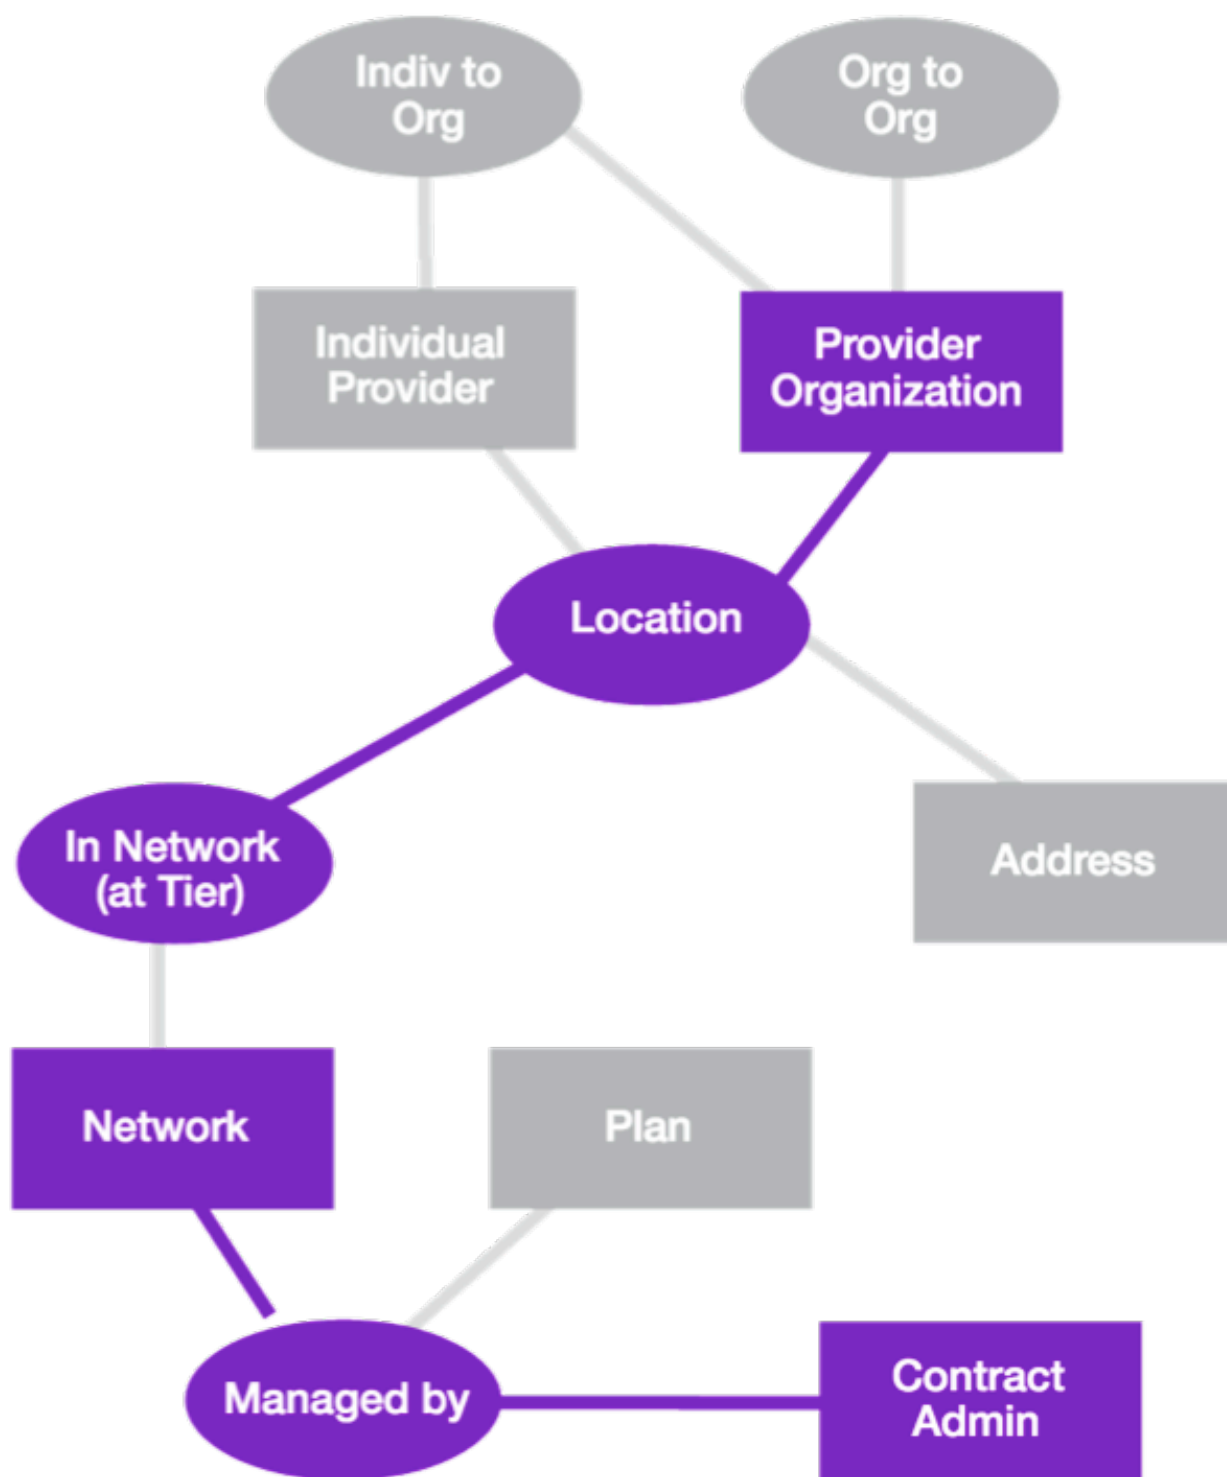 Indiv to
Org
Org to
Org
Individual
Provider
Provider
Organization
Location
In Network
(at Tier)
Address
Network
Plan
Managed by
Contract
Admin